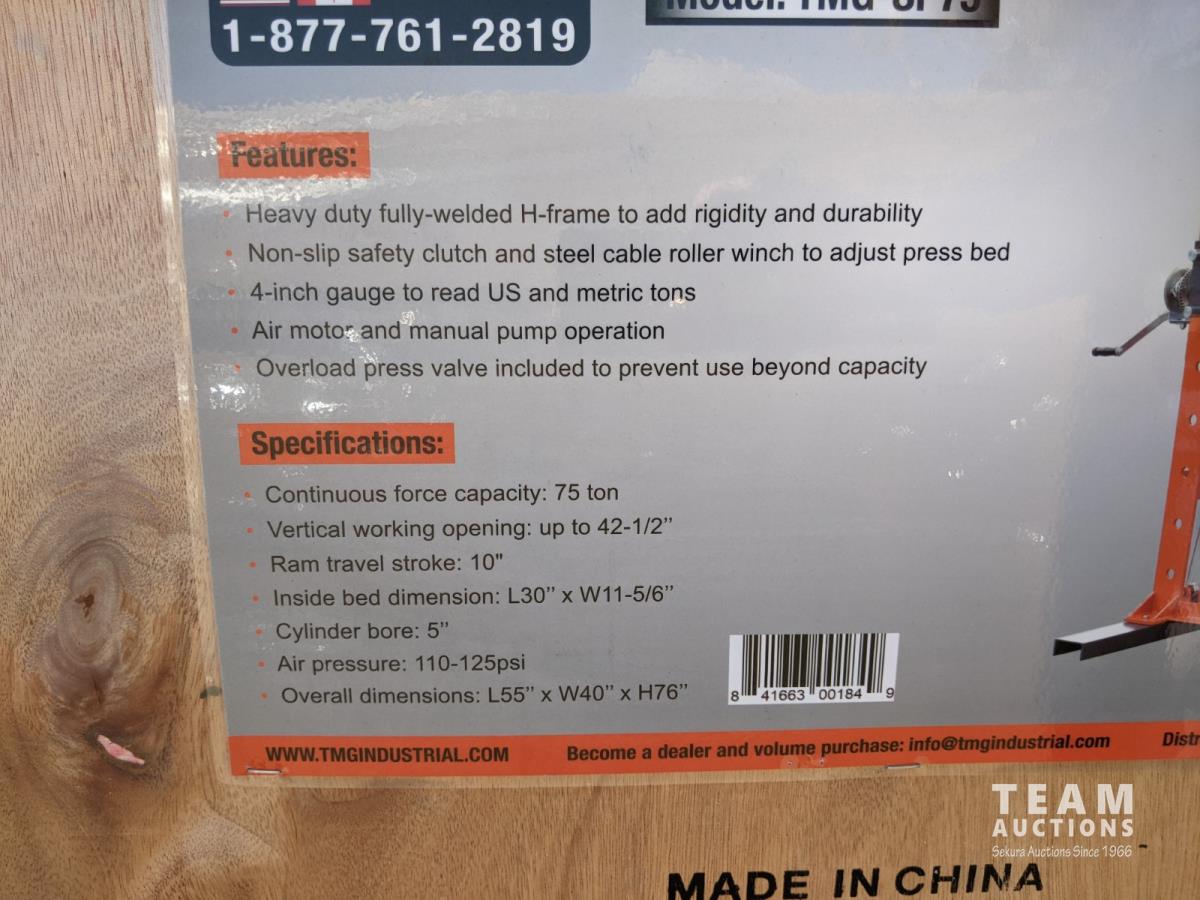 1-877-761-2819
Model: TMG-SP75
Features:
• Heavy duty fully-welded H-frame to add rigidity and durability
• Non-slip safety clutch and steel cable roller winch to adjust press bed
• 4-inch gauge to read US and metric tons
• Air motor and manual pump operation
• Overload press valve included to prevent use beyond capacity
Specifications:
• Continuous force capacity: 75 ton
• Vertical working opening: up to 42-1/2’’
• Ram travel stroke: 10"
• Inside bed dimension: L30’’ x W11-5/6’’
• Cylinder bore: 5’’
• Air pressure: 110-125psi
• Overall dimensions: L55’’ x W40’’ x H76’’
8 41663 00184 9
WWW.TMGINDUSTRIAL.COM Become a dealer and volume purchase: info@tmgindustrial.com Distr
TEAM
AUCTIONS
Sekura Auctions Since 1966
MADE IN CHINA